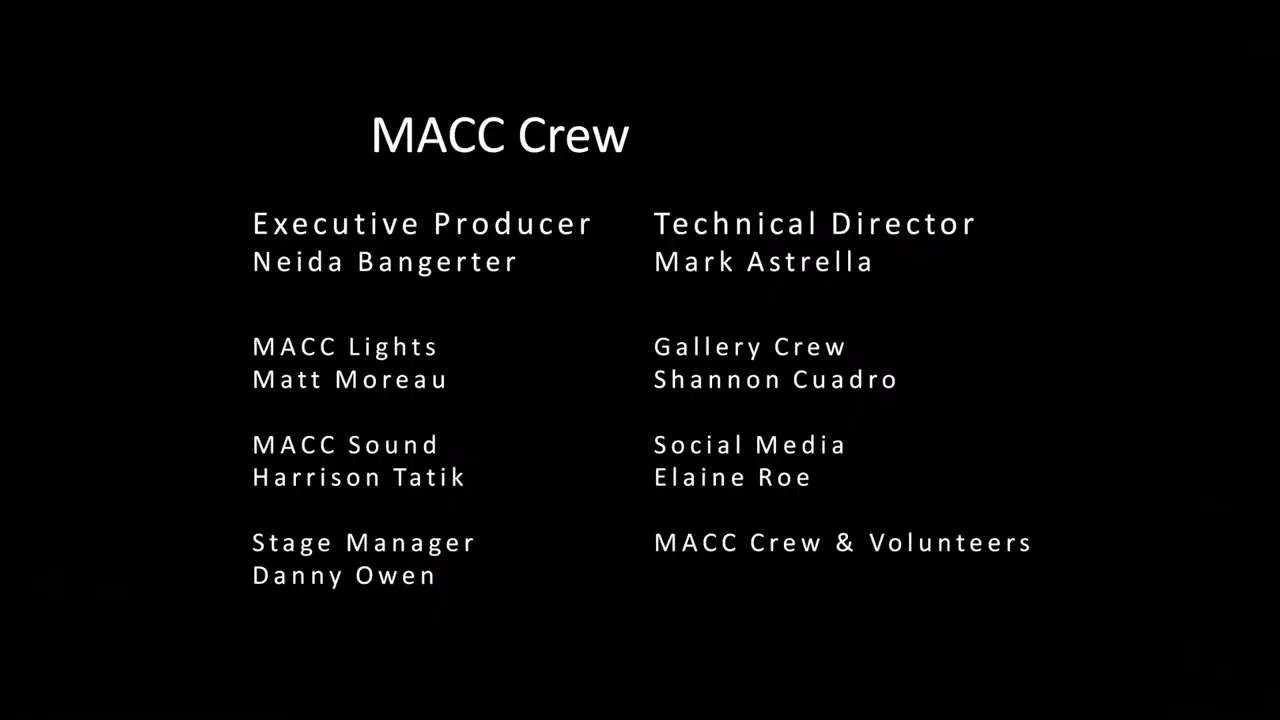 MACC Crew
Executive Producer
Neida Bangerter
MACC Lights
Matt Moreau
MACC Sound
Harrison Tatik
Stage Manager
Danny Owen
Technical Director
Mark Astrella
Gallery Crew
Shannon Cuadro
Social Media
Elaine Roe
MACC Crew & Volunteers